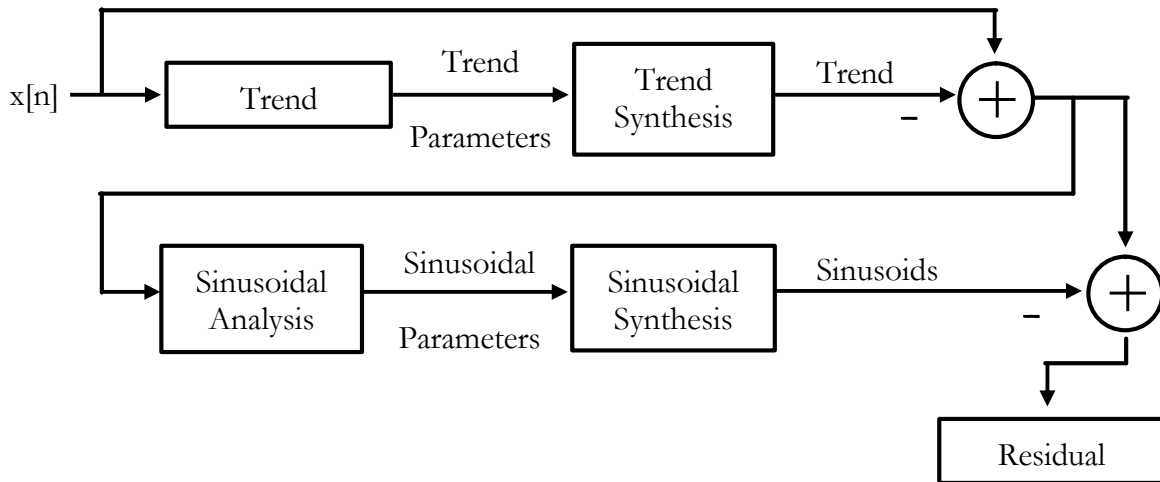 x[n]
Trend
Trend
Parameters
Trend
Synthesis
Trend
–
+
Sinusoidal
Analysis
Sinusoidal
Parameters
Sinusoidal
Synthesis
Sinusoids
–
+
Residual